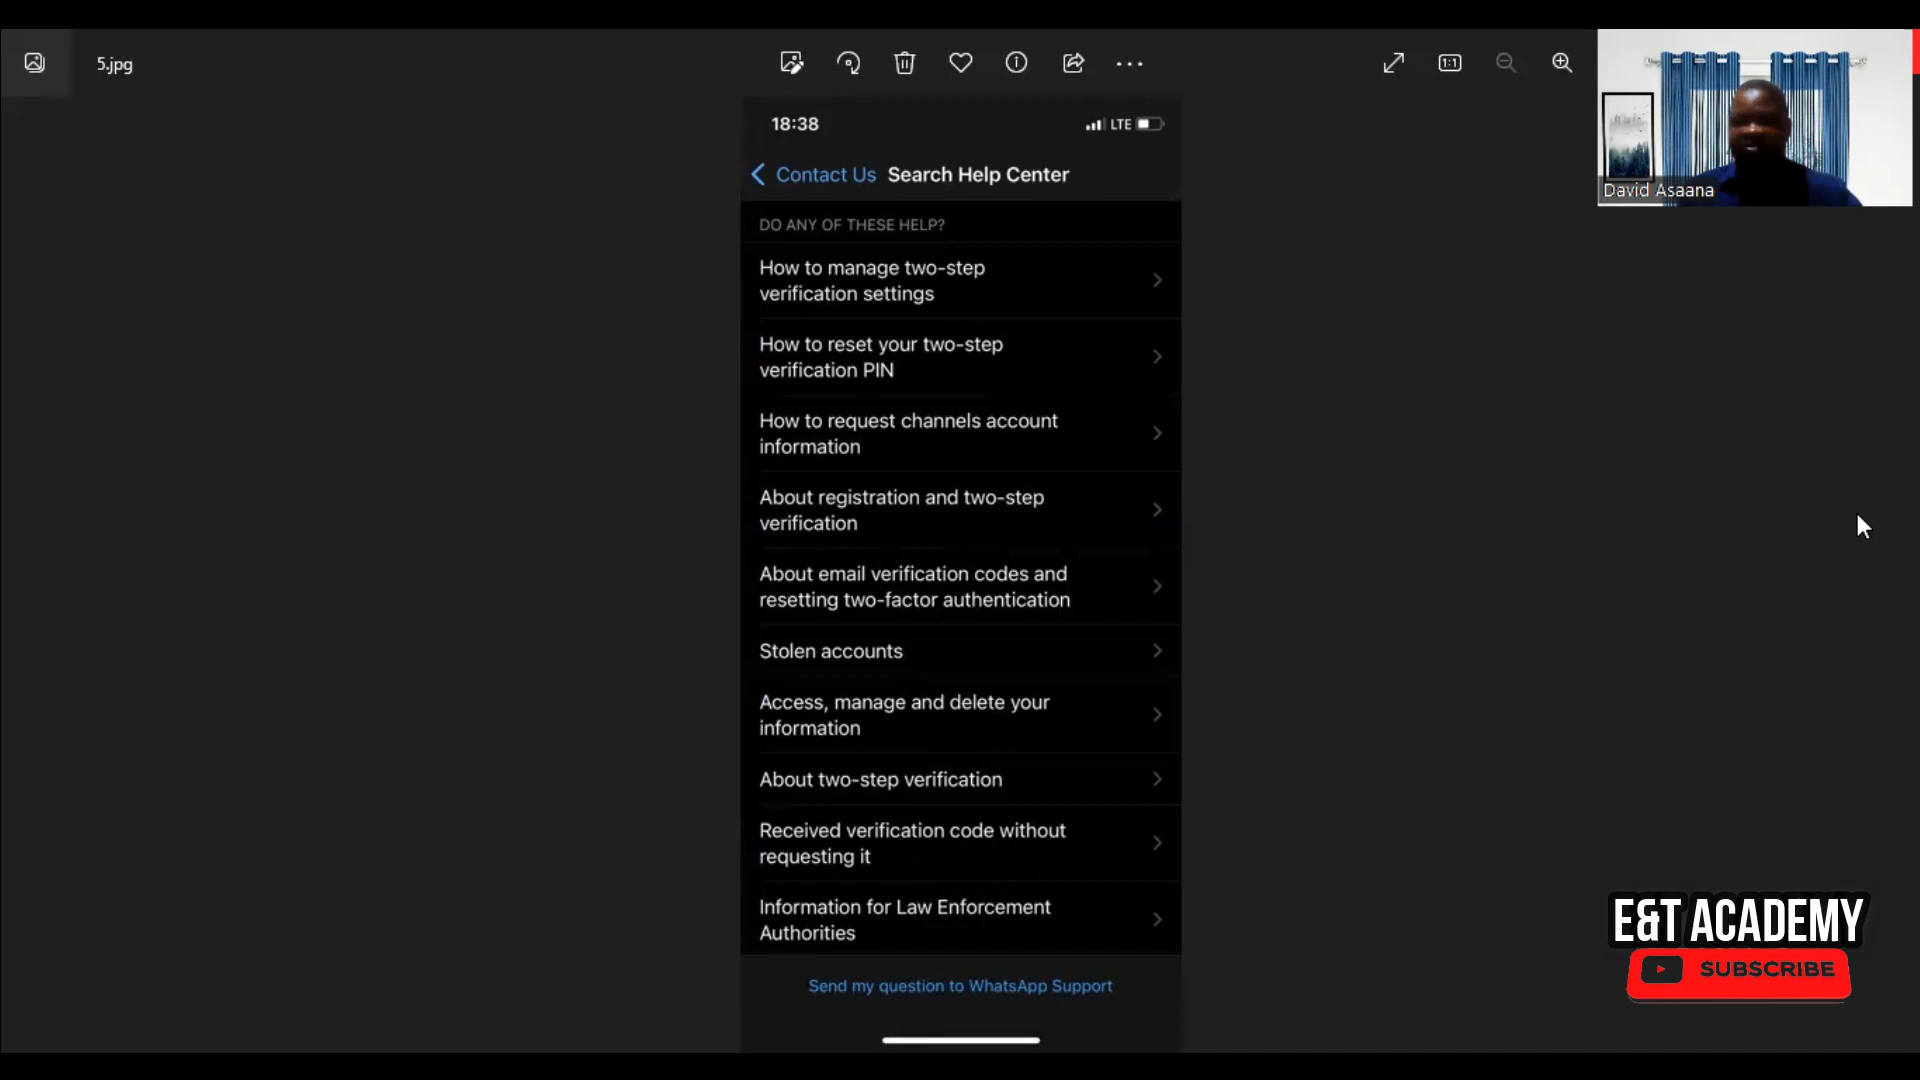 5.jpg
1:1
David Asaana
18:38
LTE
Contact Us Search Help Center
DO ANY OF THESE HELP?
How to manage two-step
verification settings
How to reset your two-step
verification PIN
How to request channels account
information
About registration and two-step
verification
About email verification codes and
resetting two-factor authentication
Stolen accounts
Access, manage and delete your
information
About two-step verification
Received verification code without
requesting it
Information for Law Enforcement
Authorities
Send my question to WhatsApp Support
E&T ACADEMY
SUBSCRIBE